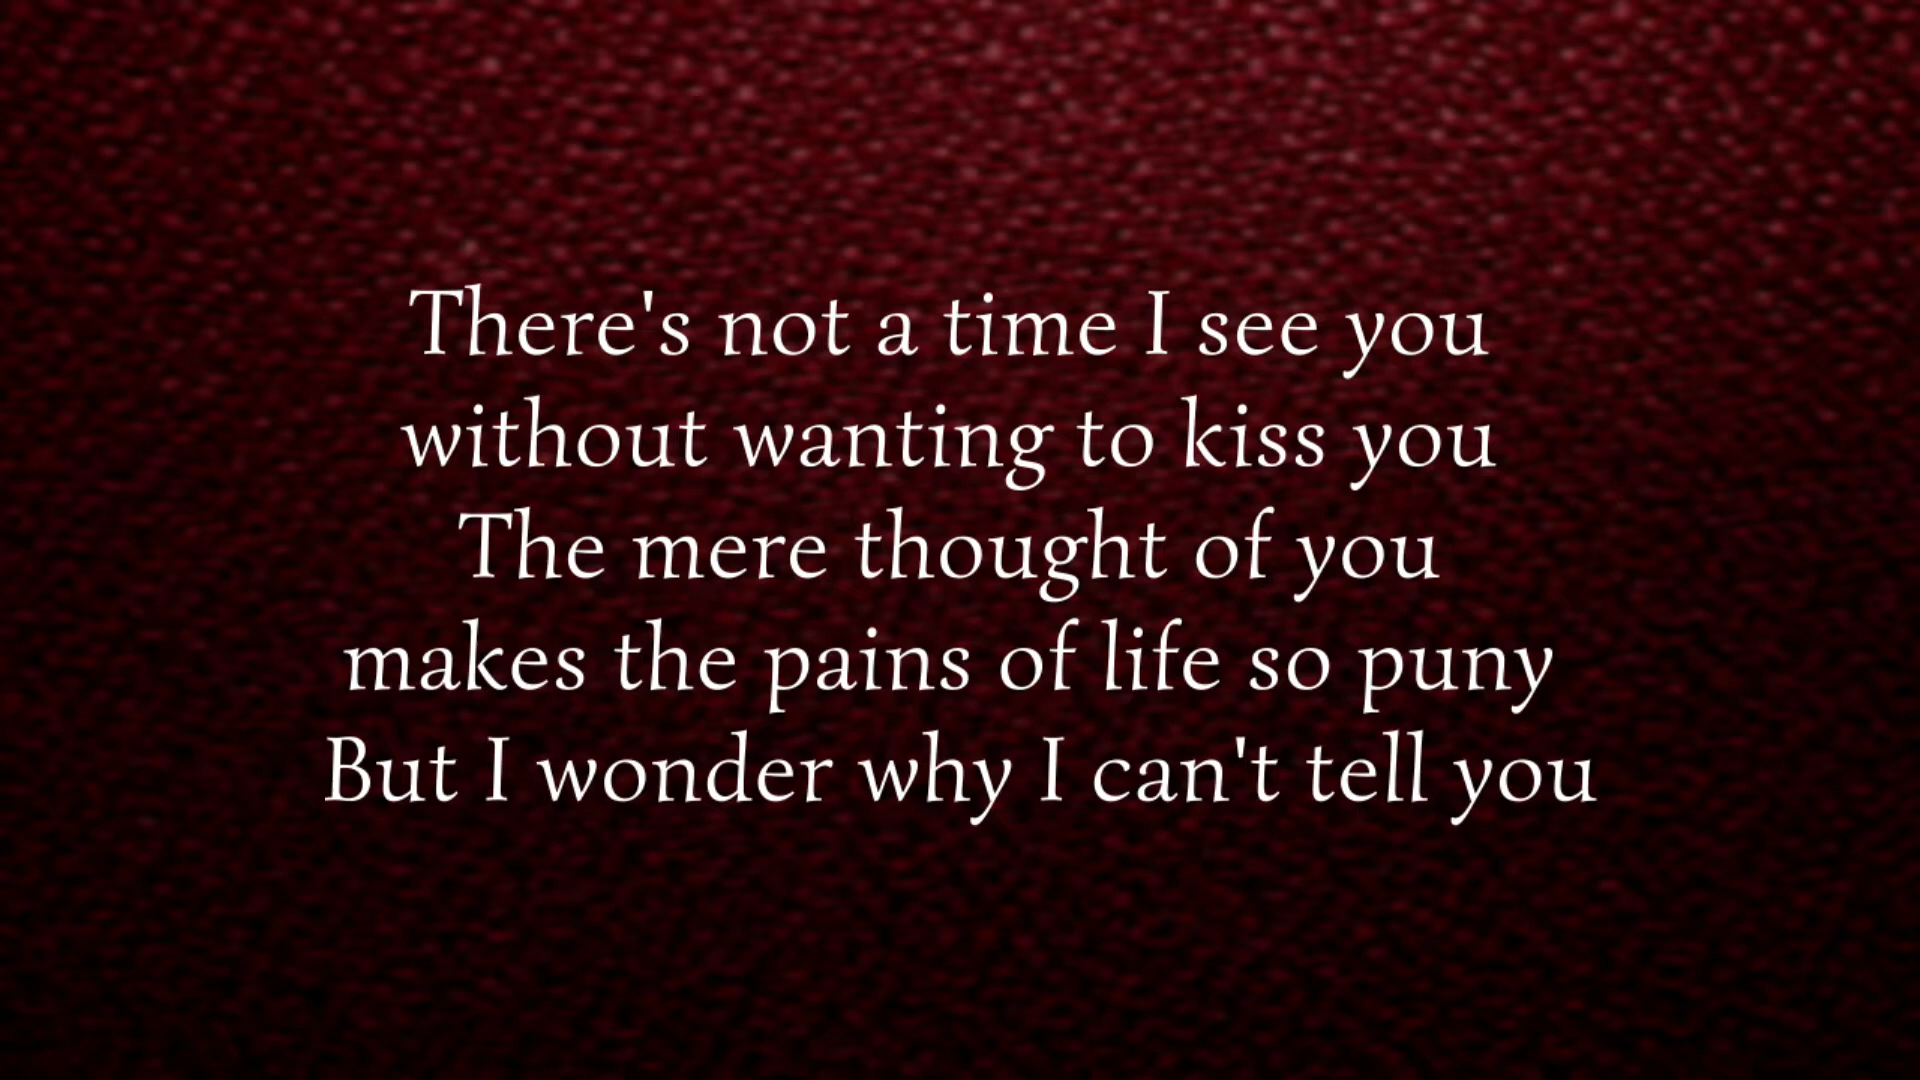 There's not a time I see you
without wanting to kiss you
The mere thought of you
makes the pains of life so puny
But I wonder why I can't tell you